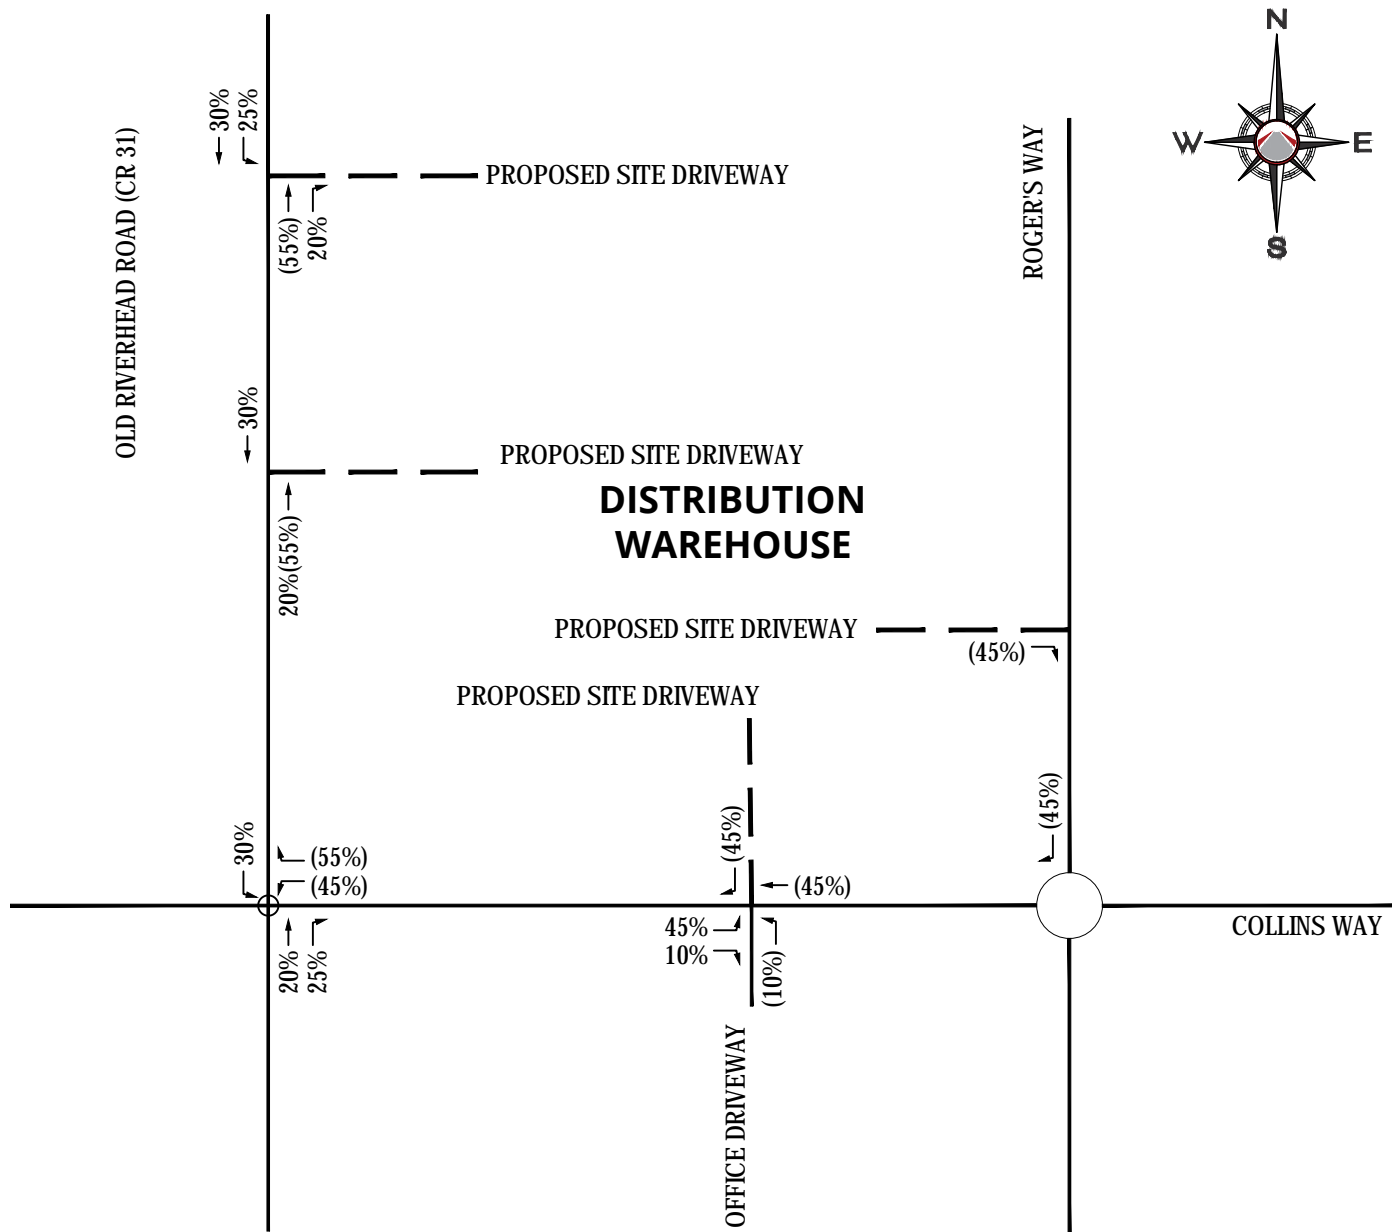 N
W
E
S
30%
25%
OLD RIVERHEAD ROAD (CR 31)
ROGER'S WAY
PROPOSED SITE DRIVEWAY
(55%)
20%
30%
PROPOSED SITE DRIVEWAY
DISTRIBUTION
WAREHOUSE
20%(55%)
PROPOSED SITE DRIVEWAY
(45%)
PROPOSED SITE DRIVEWAY
30%
(55%)
(45%)
(45%)
(45%)
(45%)
20%
25%
45%
10%
(10%)
COLLINS WAY
OFFICE DRIVEWAY